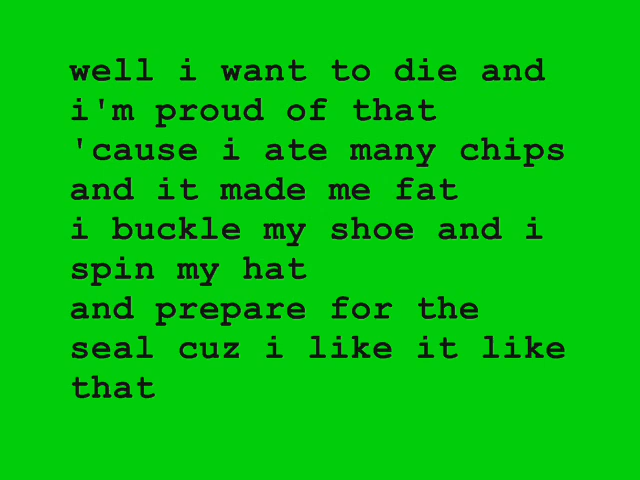 well i want to die and
i'm proud of that
'cause i ate many chips
and it made me fat
i buckle my shoe and i
spin my hat
and prepare for the
seal cuz i like it like
that